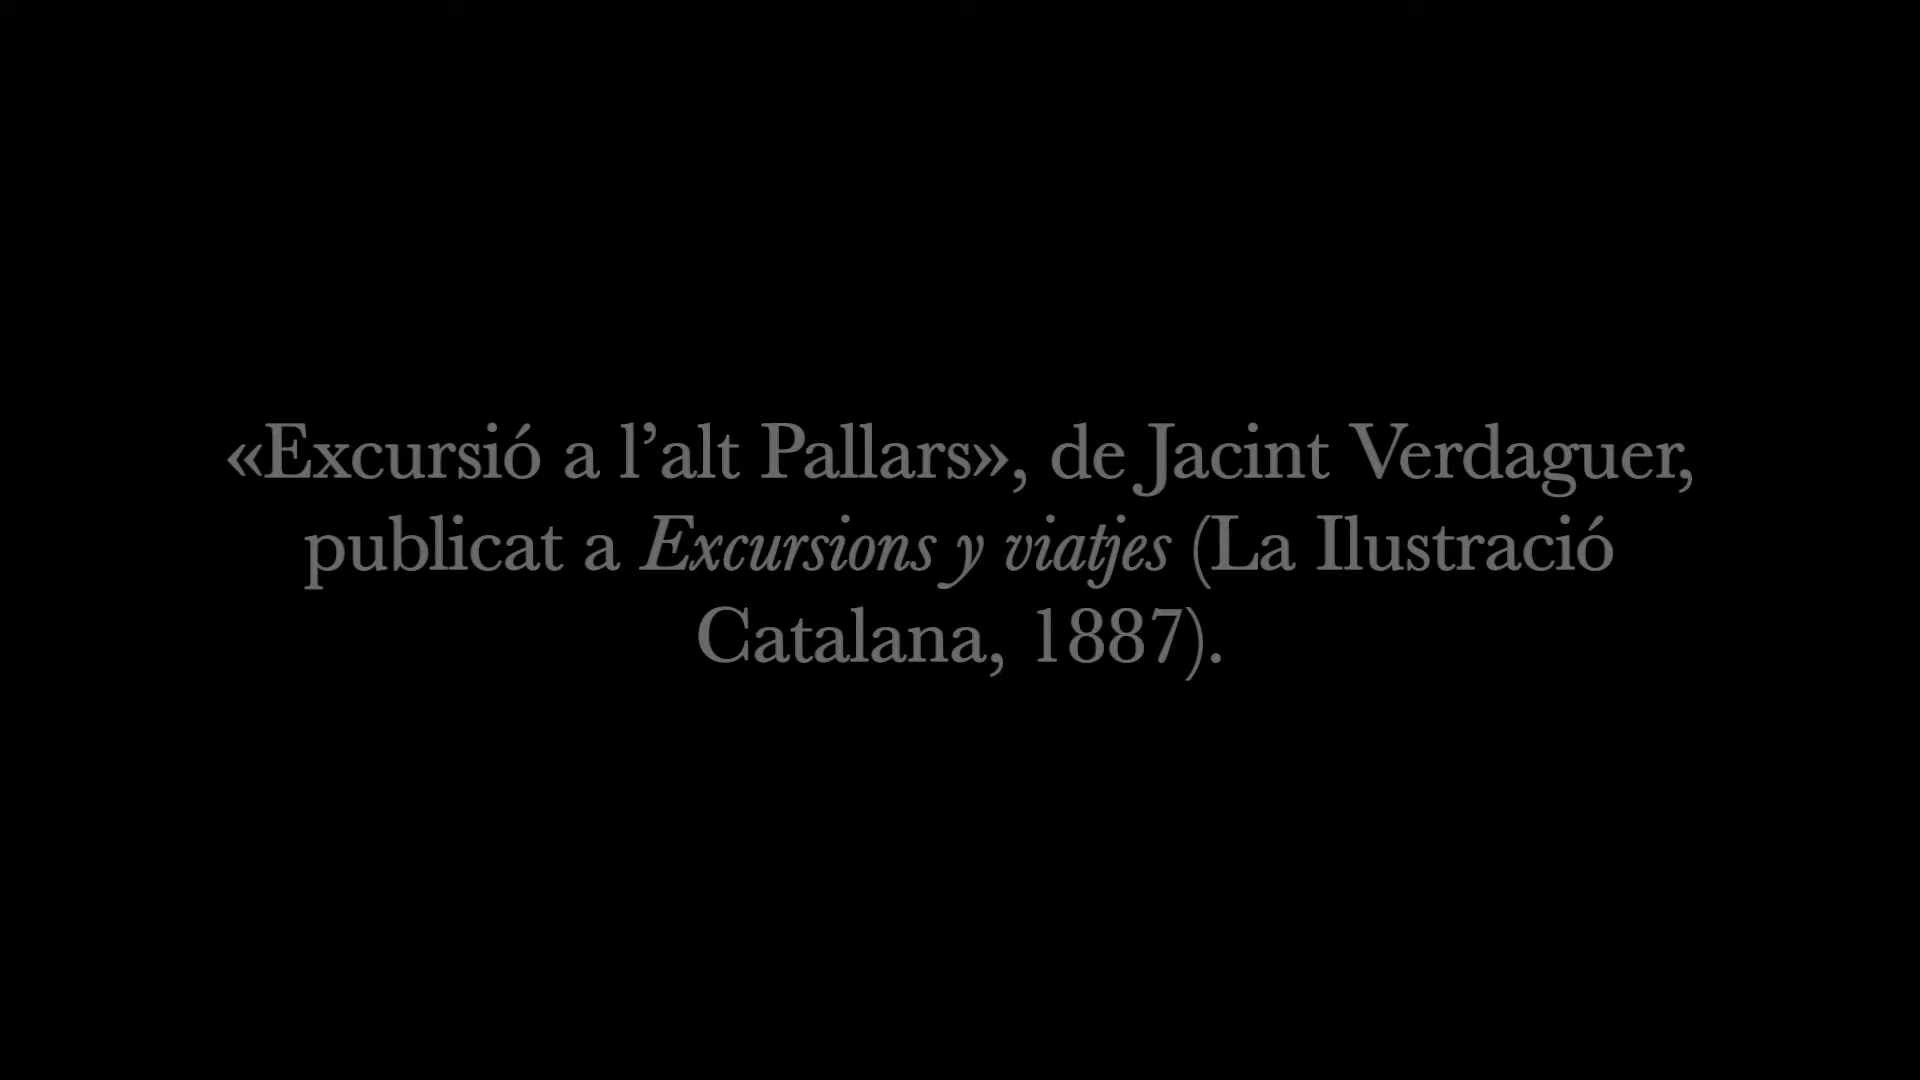 «Excursió a l’alt Pallars», de Jacint Verdaguer,
publicat a Excursions y viatjes (La Ilustració
Catalana, 1887).